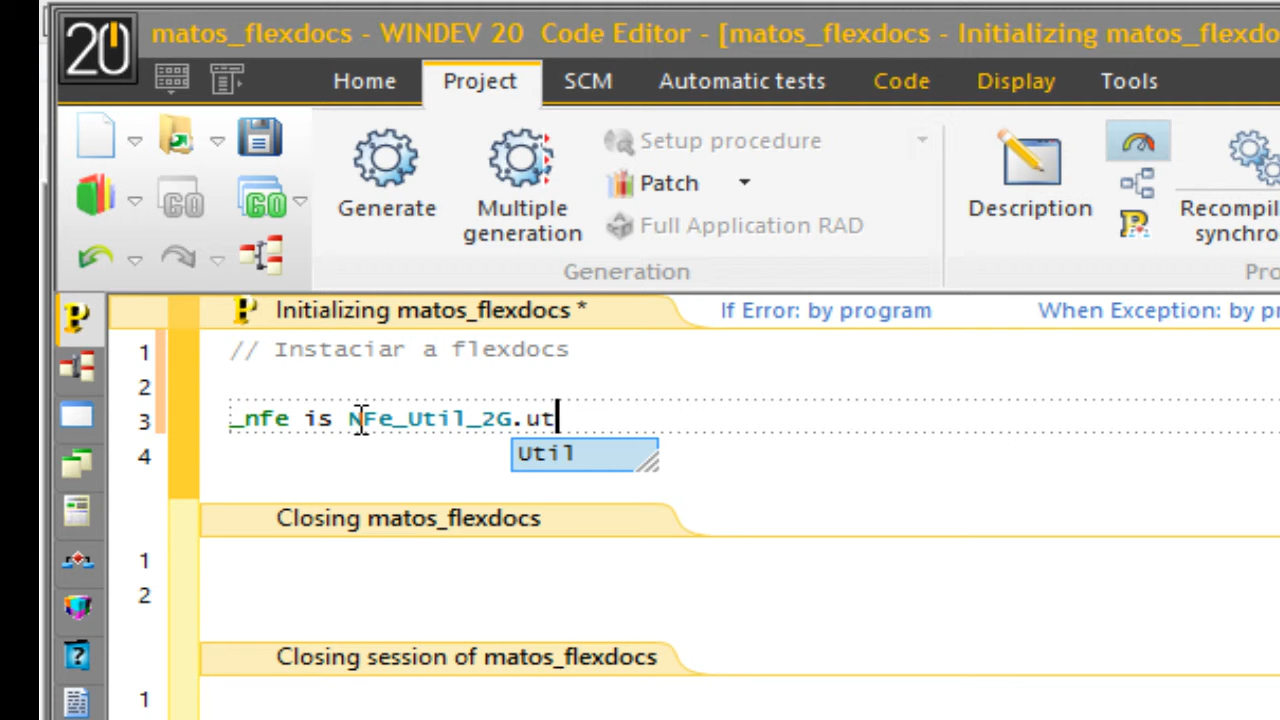 20
matos_flexdocs - WINDEV 20 Code Editor - [matos_flexdocs - Initializing matos_flexdo
Home Project SCM Automatic tests Code Display Tools
Generate
Multiple
generation
Setup procedure
Patch
Full Application RAD
Generation
GO GO
Description
Recompil
synchro
Pro
Initializing matos_flexdocs * If Error: by program When Exception: by pr
1 // Instaciar a flexdocs
2
3 _nfe is NFe_Util_2G.ut
Util
4
Closing matos_flexdocs
1
2
Closing session of matos_flexdocs
1